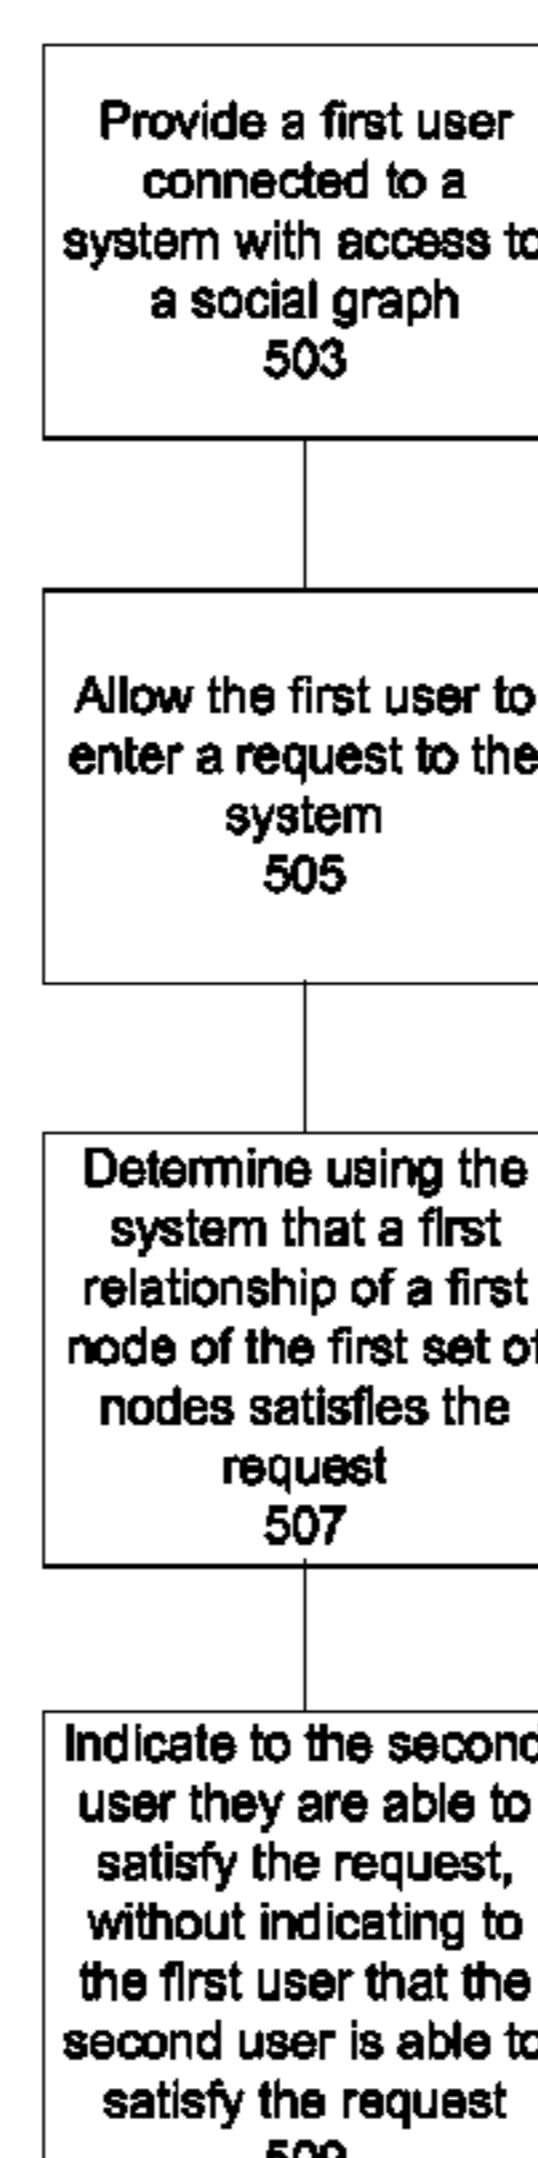 Provide a first user
connected to a
system with access to
a social graph
503
Allow the first user to
enter a request to the
system
505
Determine using the
system that a first
relationship of a first
node of the first set of
nodes satisfies the
request
507
Indicate to the second
user they are able to
satisfy the request,
without indicating to
the first user that the
second user is able to
satisfy the request
509